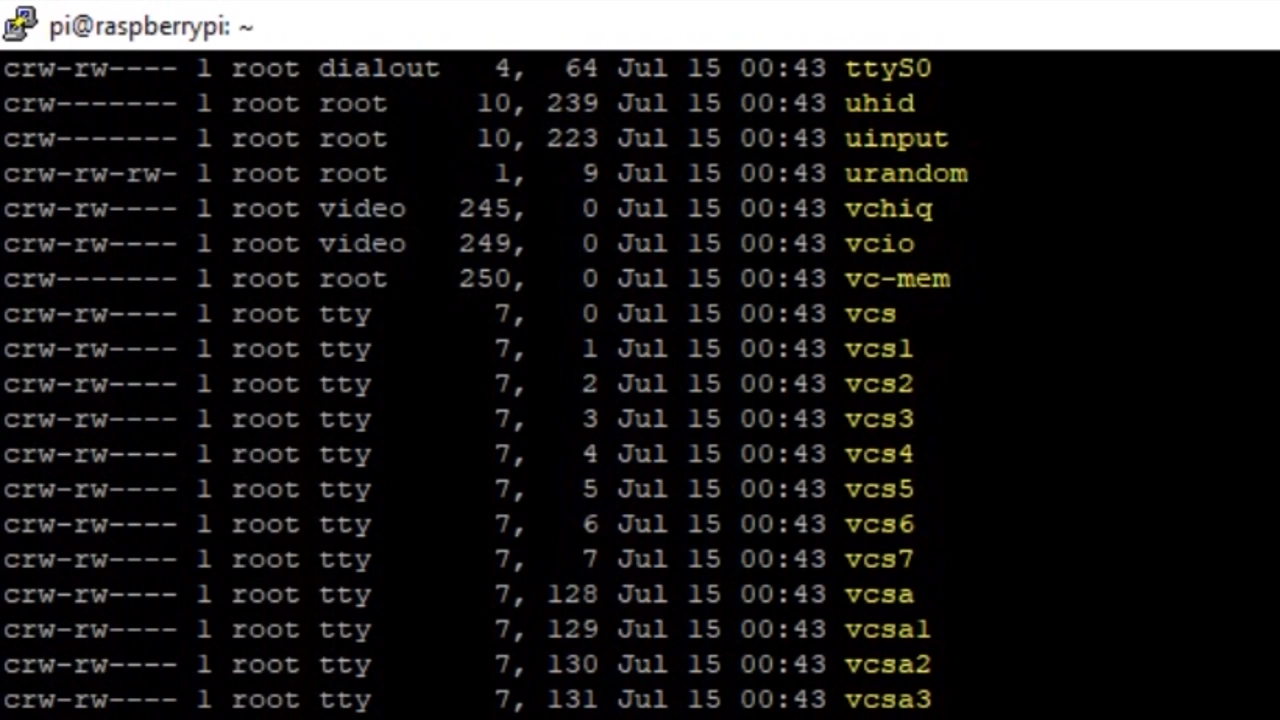 pi@raspberrypi: ~
crw-rw---- 1 root dialout   4,  64 Jul 15 00:43 ttyS0
crw------- 1 root root     10, 239 Jul 15 00:43 uhid
crw------- 1 root root     10, 223 Jul 15 00:43 uinput
crw-rw-rw- 1 root root      1,   9 Jul 15 00:43 urandom
crw-rw---- 1 root video   245,   0 Jul 15 00:43 vchiq
crw-rw---- 1 root video   249,   0 Jul 15 00:43 vcio
crw------- 1 root root    250,   0 Jul 15 00:43 vc-mem
crw-rw---- 1 root tty       7,   0 Jul 15 00:43 vcs
crw-rw---- 1 root tty       7,   1 Jul 15 00:43 vcs1
crw-rw---- 1 root tty       7,   2 Jul 15 00:43 vcs2
crw-rw---- 1 root tty       7,   3 Jul 15 00:43 vcs3
crw-rw---- 1 root tty       7,   4 Jul 15 00:43 vcs4
crw-rw---- 1 root tty       7,   5 Jul 15 00:43 vcs5
crw-rw---- 1 root tty       7,   6 Jul 15 00:43 vcs6
crw-rw---- 1 root tty       7,   7 Jul 15 00:43 vcs7
crw-rw---- 1 root tty       7, 128 Jul 15 00:43 vcsa
crw-rw---- 1 root tty       7, 129 Jul 15 00:43 vcsa1
crw-rw---- 1 root tty       7, 130 Jul 15 00:43 vcsa2
crw-rw---- 1 root tty       7, 131 Jul 15 00:43 vcsa3